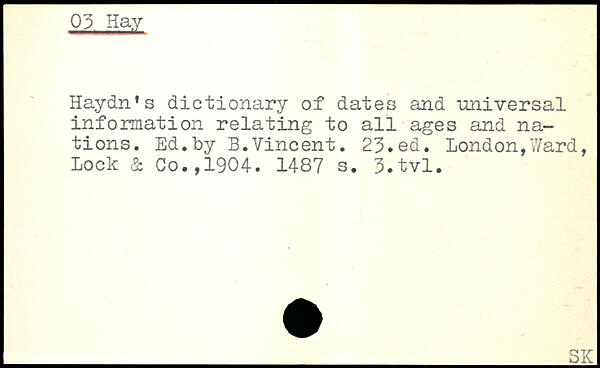 03 Hay
Haydn's dictionary of dates and universal
information relating to all ages and na-
tions. Ed.by B.Vincent. 23.ed. London,Ward,
Lock & Co.,1904. 1487 s. 3.tvl.
SK